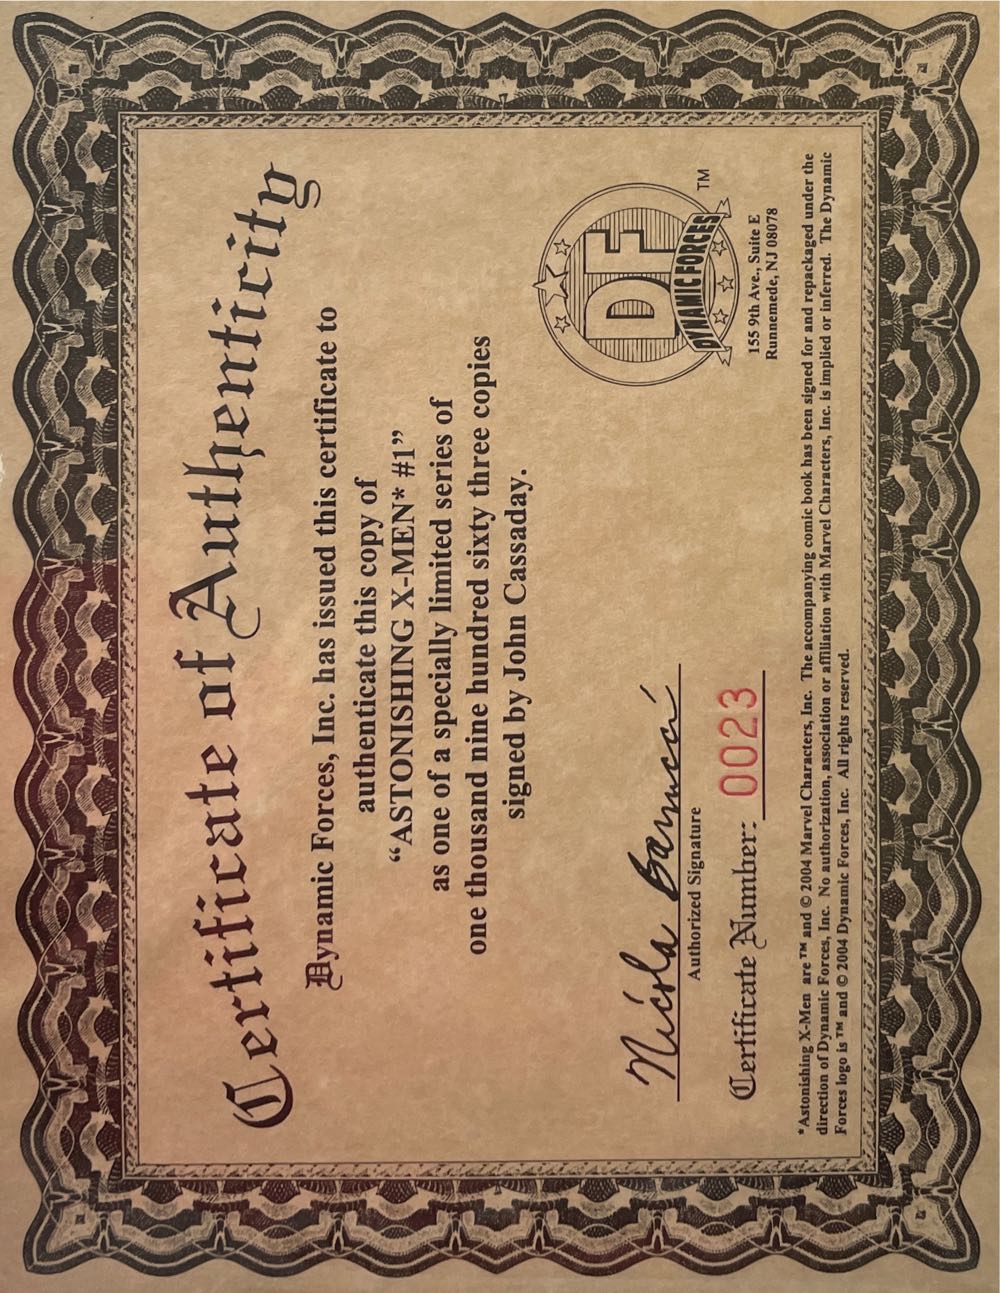 Certificate of Authenticity
Dynamic Forces, Inc. has issued this certificate to
authenticate this copy of
“ASTONISHING X-MEN* #1”
as one of a specially limited series of
one thousand nine hundred sixty three copies
signed by John Cassaday.
Nicola Barrucci
Authorized Signature
Certificate Number: 0023
DF
DYNAMIC FORCES
TM
155 9th Ave., Suite E
Runnemede, NJ 08078
*Astonishing X-Men are ™ and © 2004 Marvel Characters, Inc. The accompanying comic book has been signed for and repackaged under the
direction of Dynamic Forces, Inc. No authorization, association or affiliation with Marvel Characters, Inc. is implied or inferred. The Dynamic
Forces logo is ™ and © 2004 Dynamic Forces, Inc. All rights reserved.